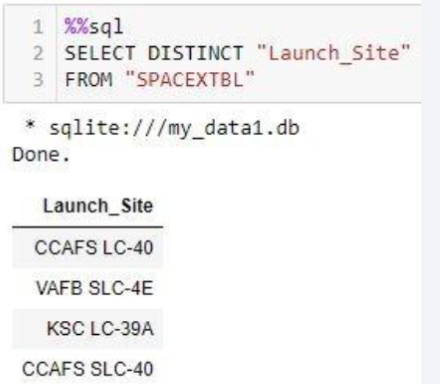 1 %%sql
2 SELECT DISTINCT "Launch_Site"
3 FROM "SPACEXTBL"
* sqlite:///my_data1.db
Done.
Launch_Site
CCAFS LC-40
VAFB SLC-4E
KSC LC-39A
CCAFS SLC-40